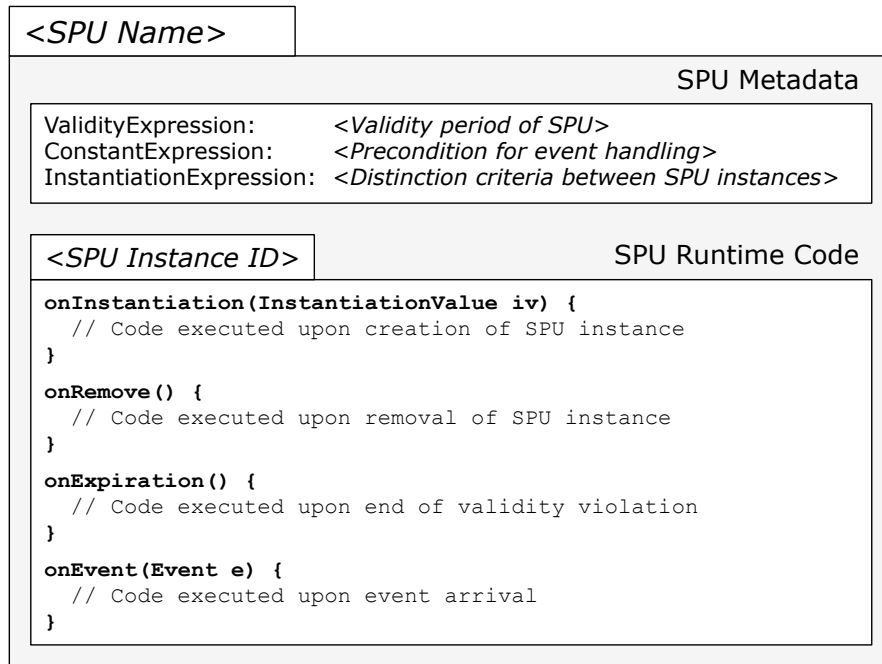 <SPU Name>
SPU Metadata
ValidityExpression: <Validity period of SPU>
ConstantExpression: <Precondition for event handling>
InstantiationExpression: <Distinction criteria between SPU instances>
<SPU Instance ID>
SPU Runtime Code
onInstantiation(InstantiationValue iv) {
// Code executed upon creation of SPU instance
}
onRemove() {
// Code executed upon removal of SPU instance
}
onExpiration() {
// Code executed upon end of validity violation
}
onEvent(Event e) {
// Code executed upon event arrival
}